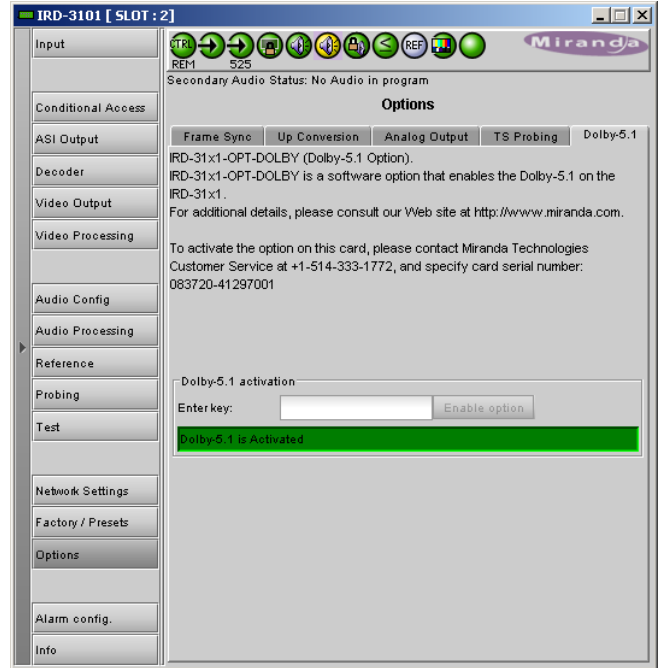 IRD-3101 [ SLOT : 2]
Input
Conditional Access
ASI Output
Decoder
Video Output
Video Processing
Audio Config
Audio Processing
Reference
Probing
Test
Network Settings
Factory / Presets
Options
Alarm config.
Info
CTRL
REF
Miranda
REM 525
Secondary Audio Status: No Audio in program
Options
Frame Sync Up Conversion Analog Output TS Probing Dolby-5.1
IRD-31x1-OPT-DOLBY (Dolby-5.1 Option).
IRD-31x1-OPT-DOLBY is a software option that enables the Dolby-5.1 on the
IRD-31x1.
For additional details, please consult our Web site at http://www.miranda.com.
To activate the option on this card, please contact Miranda Technologies
Customer Service at +1-514-333-1772, and specify card serial number:
083720-41297001
Dolby-5.1 activation
Enter key: Enable option
Dolby-5.1 is Activated